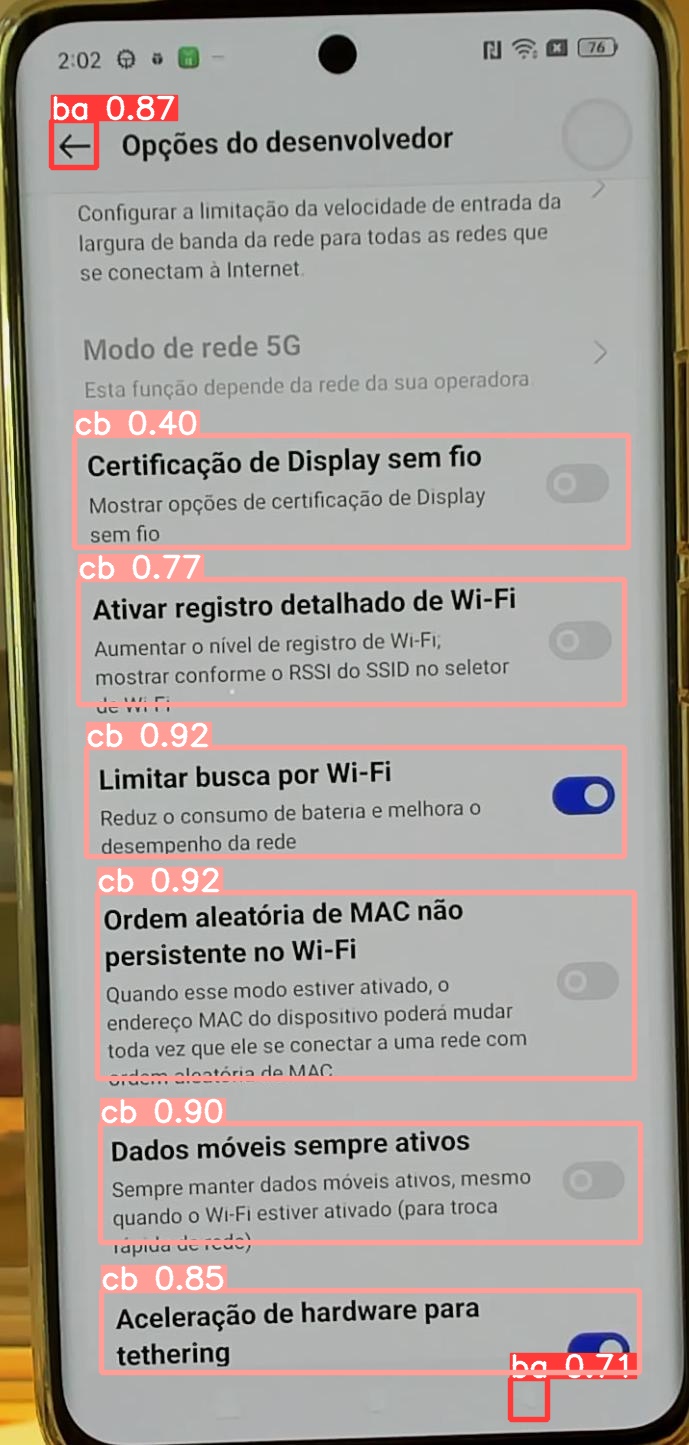 2:02
76
ba 0.87
Opções do desenvolvedor
Configurar a limitação da velocidade de entrada da
largura de banda da rede para todas as redes que
se conectam à Internet.
Modo de rede 5G
Esta função depende da rede da sua operadora.
cb 0.40
Certificação de Display sem fio
Mostrar opções de certificação de Display
sem fio
cb 0.77
Ativar registro detalhado de Wi-Fi
Aumentar o nível de registro de Wi-Fi;
mostrar conforme o RSSI do SSID no seletor
de Wi-Fi
cb 0.92
Limitar busca por Wi-Fi
Reduz o consumo de bateria e melhora o
desempenho da rede
cb 0.92
Ordem aleatória de MAC não
persistente no Wi-Fi
Quando esse modo estiver ativado, o
endereço MAC do dispositivo poderá mudar
toda vez que ele se conectar a uma rede com
ordem aleatória de MAC
cb 0.90
Dados móveis sempre ativos
Sempre manter dados móveis ativos, mesmo
quando o Wi-Fi estiver ativado (para troca
rápida de rede)
cb 0.85
Aceleração de hardware para
tethering
ba 0.71